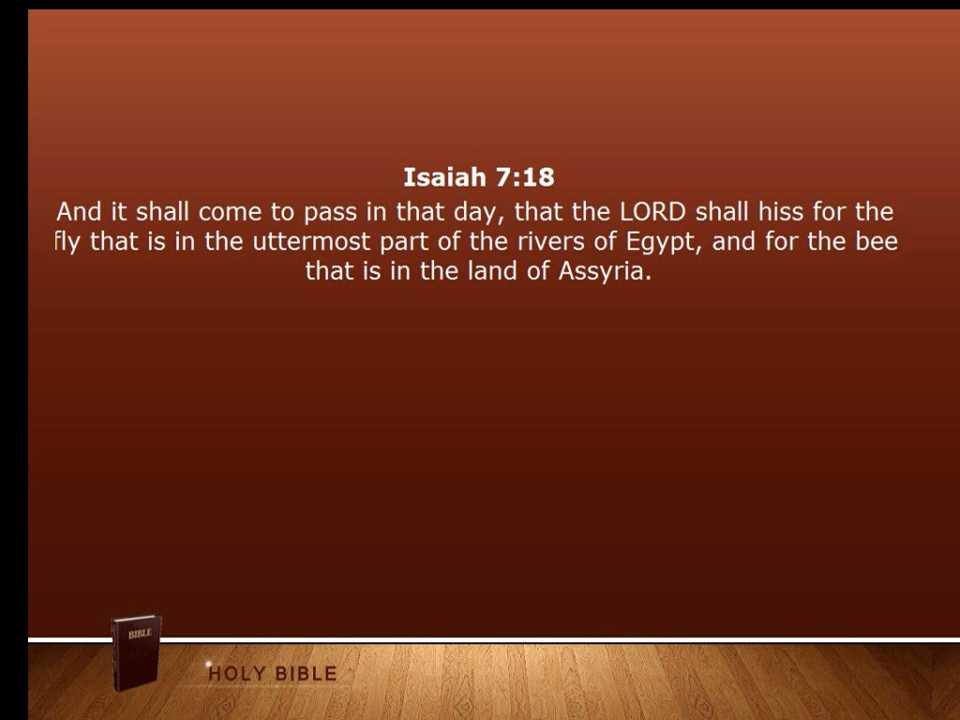 Isaiah 7:18
And it shall come to pass in that day, that the LORD shall hiss for the
fly that is in the uttermost part of the rivers of Egypt, and for the bee
that is in the land of Assyria.
BIBLE
HOLY BIBLE